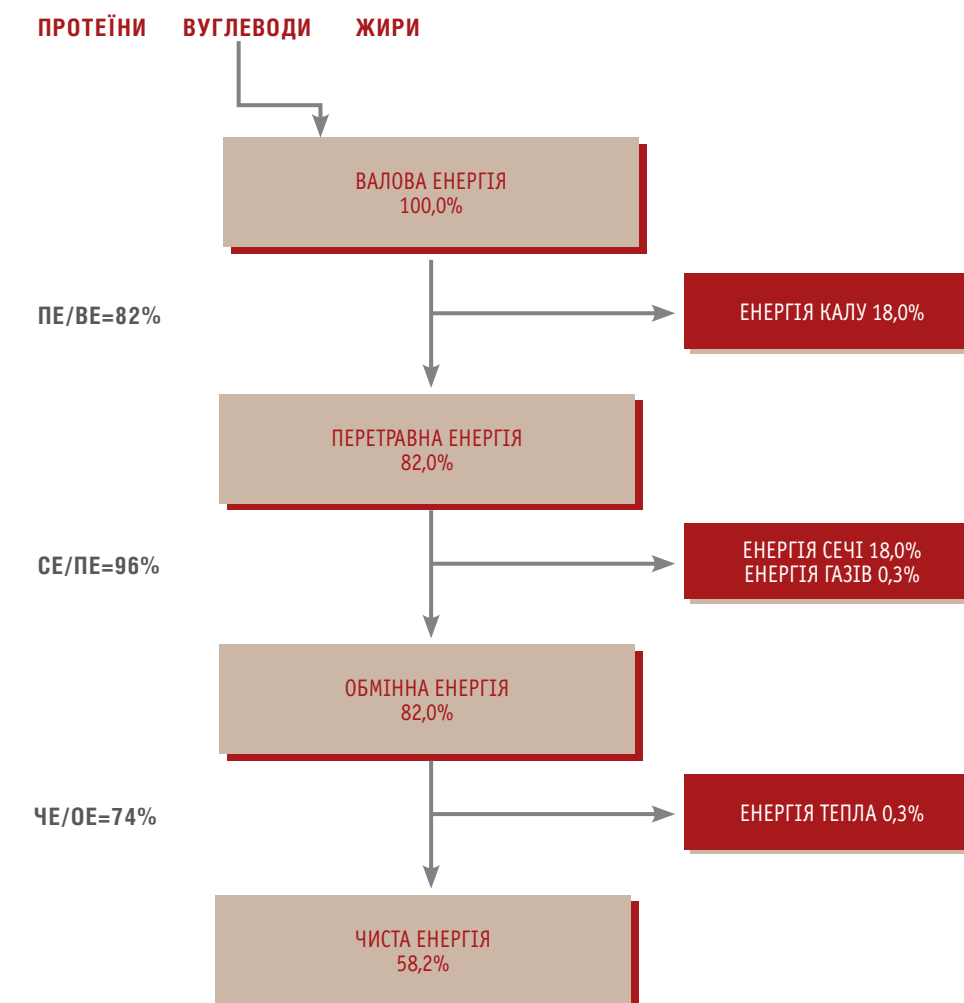 ПРОТЕЇНИ ВУГЛЕВОДИ ЖИРИ
ВАЛОВА ЕНЕРГІЯ
100,0%
ПЕ/ВЕ=82%
ЕНЕРГІЯ КАЛУ 18,0%
ПЕРЕТРАВНА ЕНЕРГІЯ
82,0%
СЕ/ПЕ=96%
ЕНЕРГІЯ СЕЧІ 18,0%
ЕНЕРГІЯ ГАЗІВ 0,3%
ОБМІННА ЕНЕРГІЯ
82,0%
ЧЕ/ОЕ=74%
ЕНЕРГІЯ ТЕПЛА 0,3%
ЧИСТА ЕНЕРГІЯ
58,2%